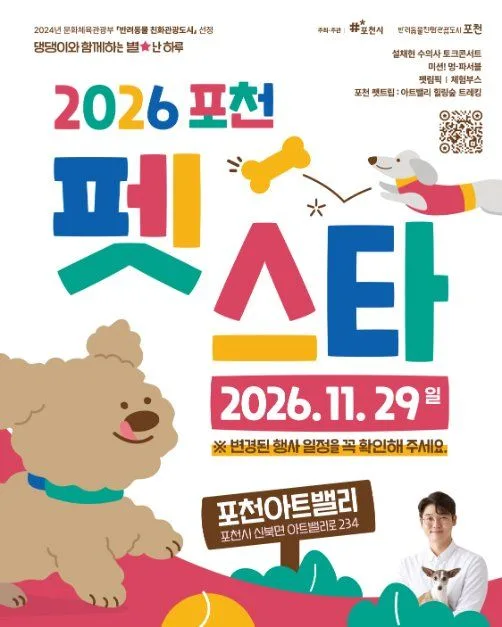 2024년 문화체육관광부 「반려동물 친화관광도시」 선정
댕댕이와 함께하는 별★난 하루
주최·주관 | #포천시 반려동물친화관광도시 포천
설채현 수의사 토크콘서트
미션! 멍-파서블
펫림픽 | 체험부스
포천 펫트립 : 아트밸리 힐링숲 트레킹
2026 포천
펫스타
2026. 11. 29 일
※ 변경된 행사 일정을 꼭 확인해 주세요.
포천아트밸리
포천시 신북면 아트밸리로 234